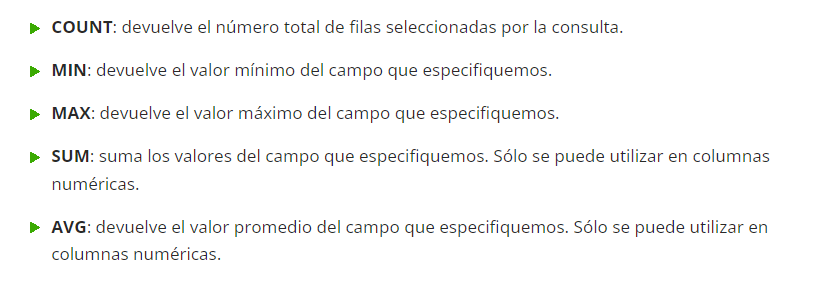 COUNT: devuelve el número total de filas seleccionadas por la consulta.
MIN: devuelve el valor mínimo del campo que especifiquemos.
MAX: devuelve el valor máximo del campo que especifiquemos.
SUM: suma los valores del campo que especifiquemos. Sólo se puede utilizar en columnas
numéricas.
AVG: devuelve el valor promedio del campo que especifiquemos. Sólo se puede utilizar en
columnas numéricas.